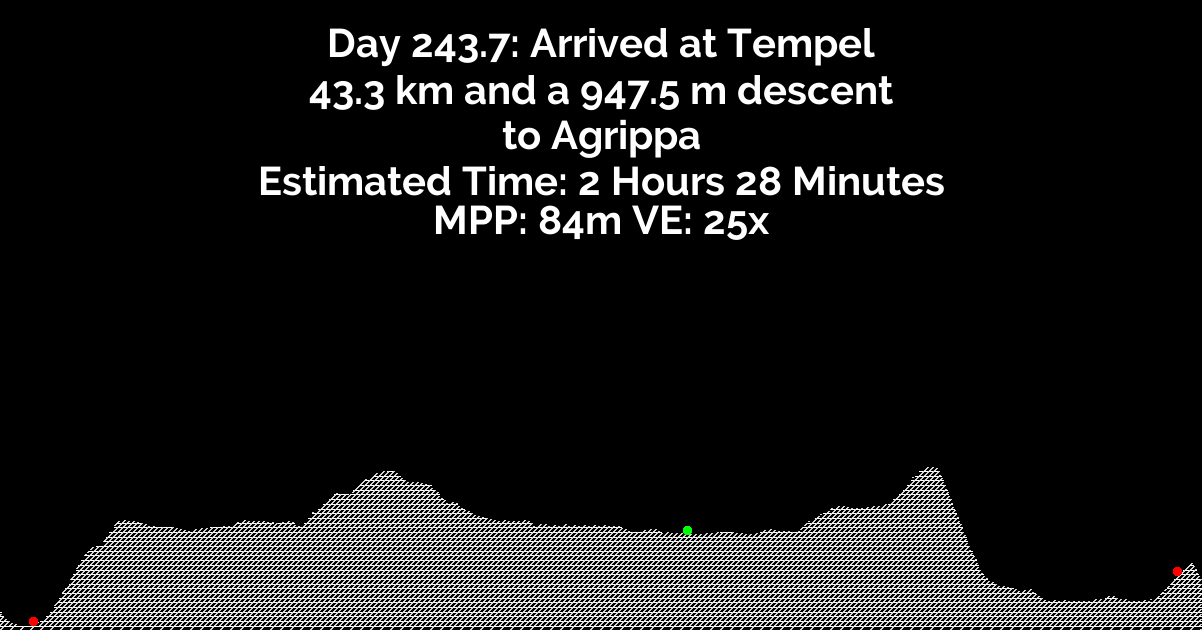 Day 243.7: Arrived at Tempel
43.3 km and a 947.5 m descent
to Agrippa
Estimated Time: 2 Hours 28 Minutes
MPP: 84m VE: 25x